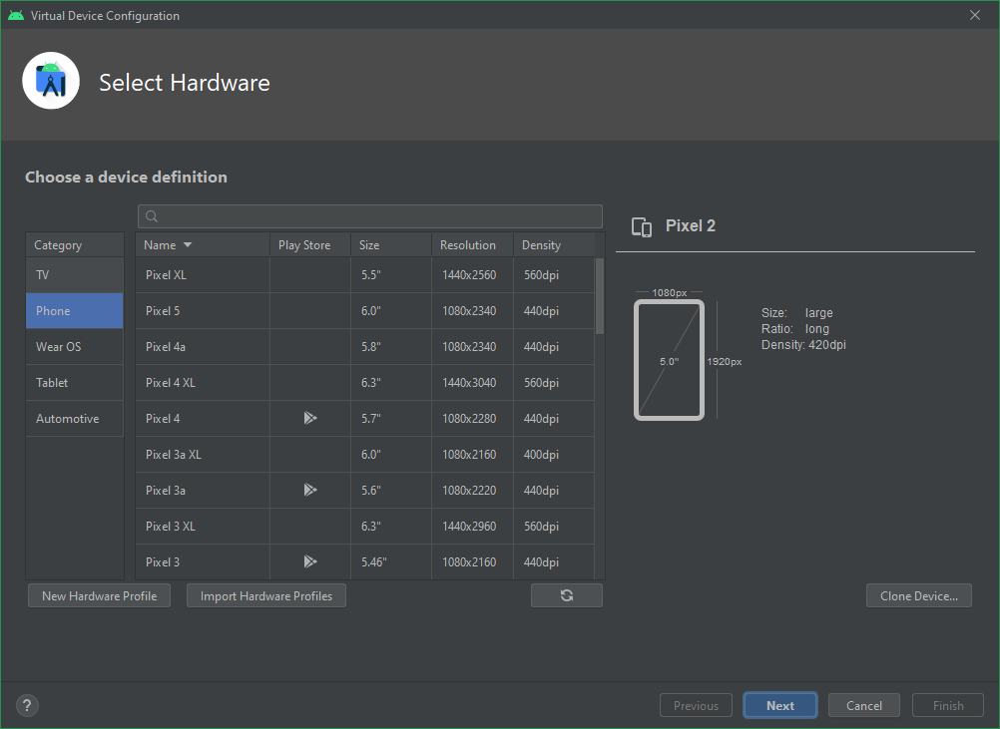 Virtual Device Configuration
Select Hardware
Choose a device definition
Category
TV
Phone
Wear OS
Tablet
Automotive
Name Play Store Size Resolution Density
Pixel XL 5.5" 1440x2560 560dpi
Pixel 5 6.0" 1080x2340 440dpi
Pixel 4a 5.8" 1080x2340 440dpi
Pixel 4 XL 6.3" 1440x3040 560dpi
Pixel 4 5.7" 1080x2280 440dpi
Pixel 3a XL 6.0" 1080x2160 400dpi
Pixel 3a 5.6" 1080x2220 440dpi
Pixel 3 XL 6.3" 1440x2960 560dpi
Pixel 3 5.46" 1080x2160 440dpi
Pixel 2
1080px
5.0"
1920px
Size: large
Ratio: long
Density: 420dpi
New Hardware Profile Import Hardware Profiles Clone Device...
? Previous Next Cancel Finish